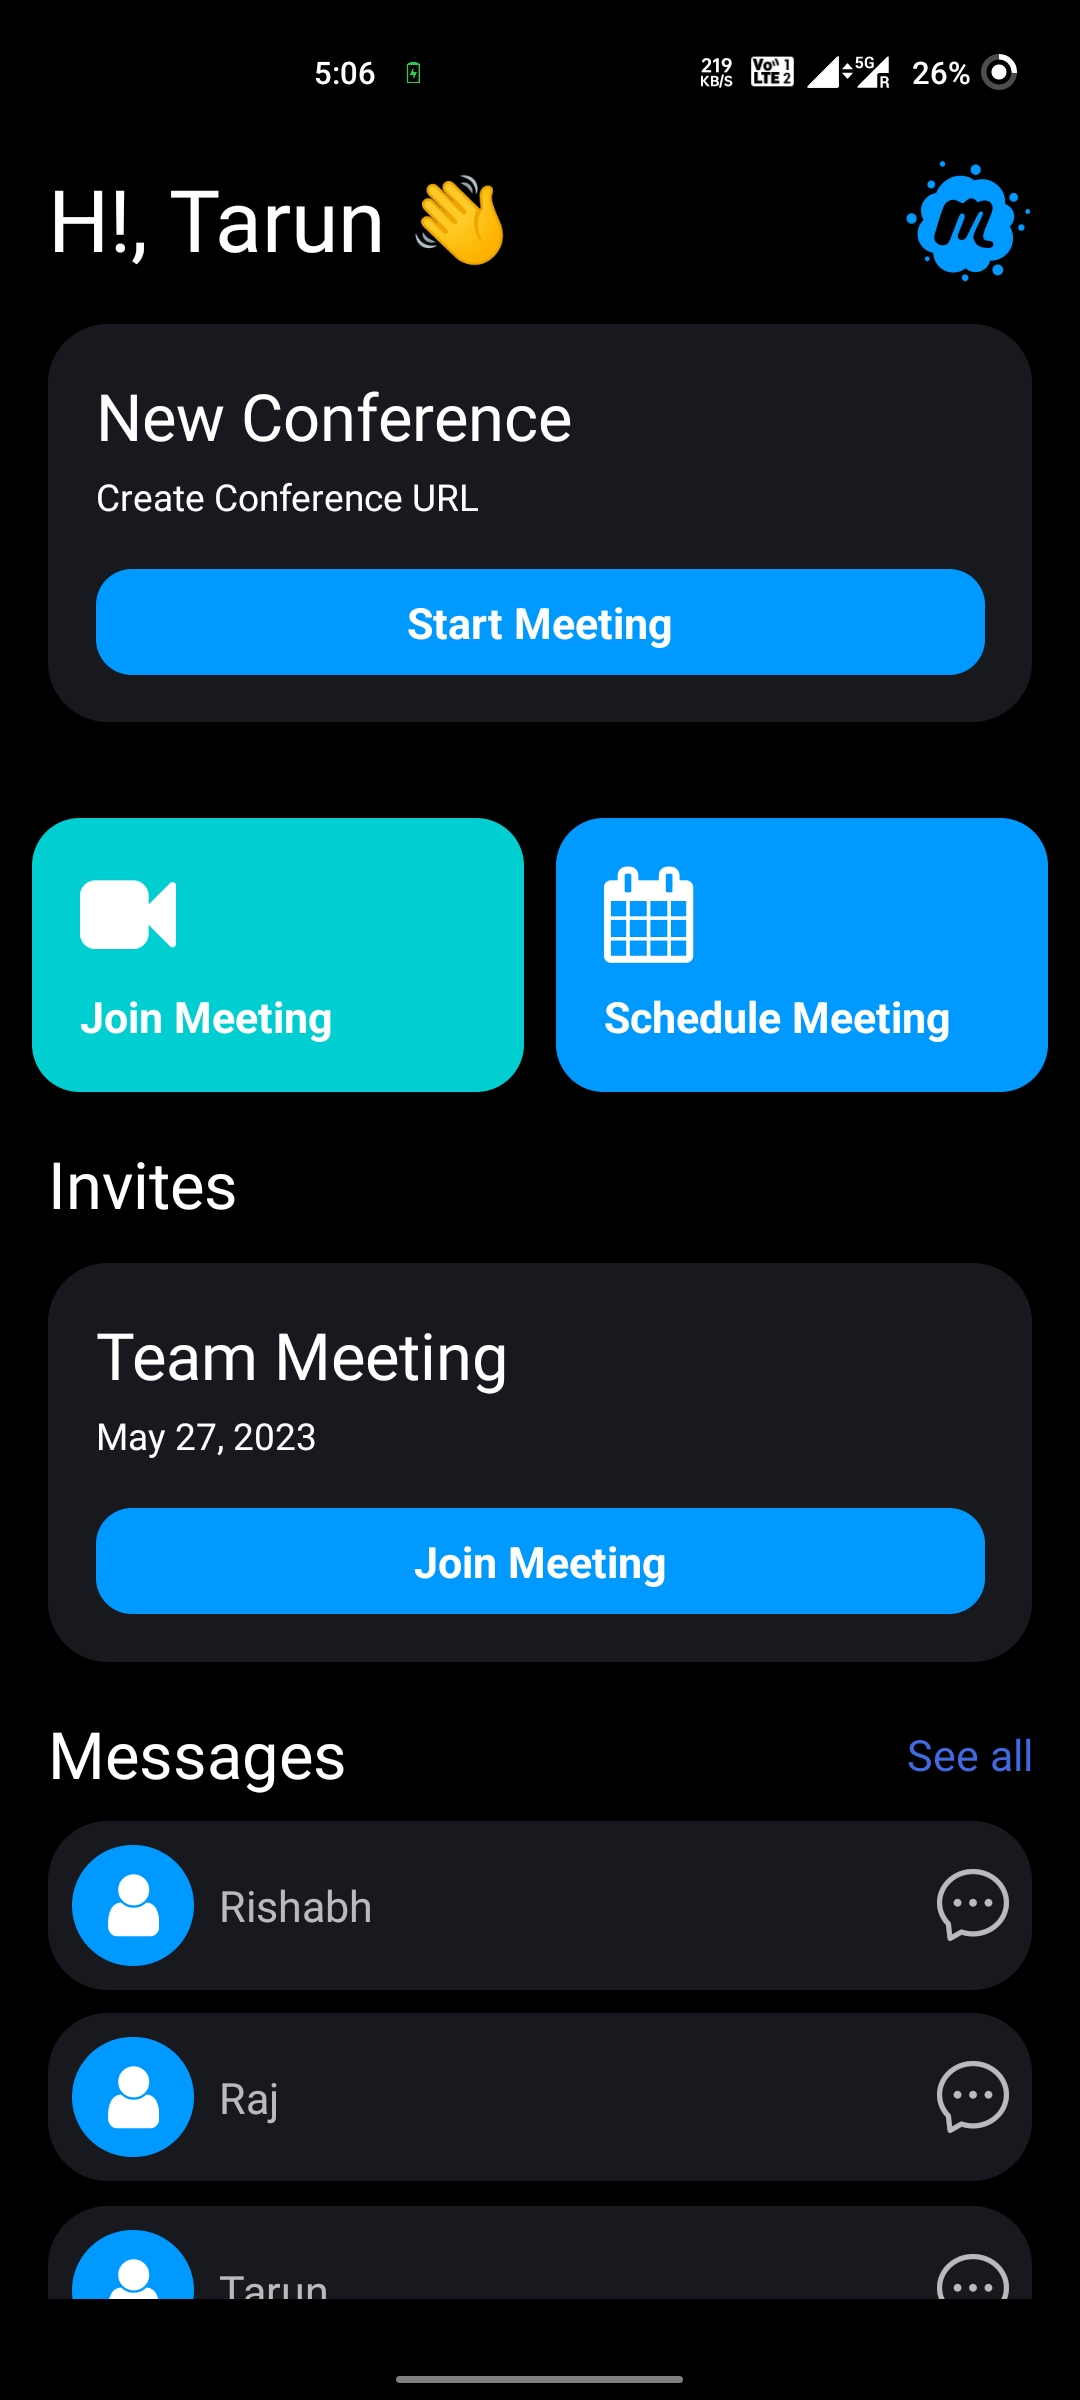 5:06
219
KB/S
Vo 1
LTE 2
5G
R
26%
H!, Tarun 👋
m
New Conference
Create Conference URL
Start Meeting
Join Meeting
Schedule Meeting
Invites
Team Meeting
May 27, 2023
Join Meeting
Messages
See all
Rishabh
Raj
Tarun